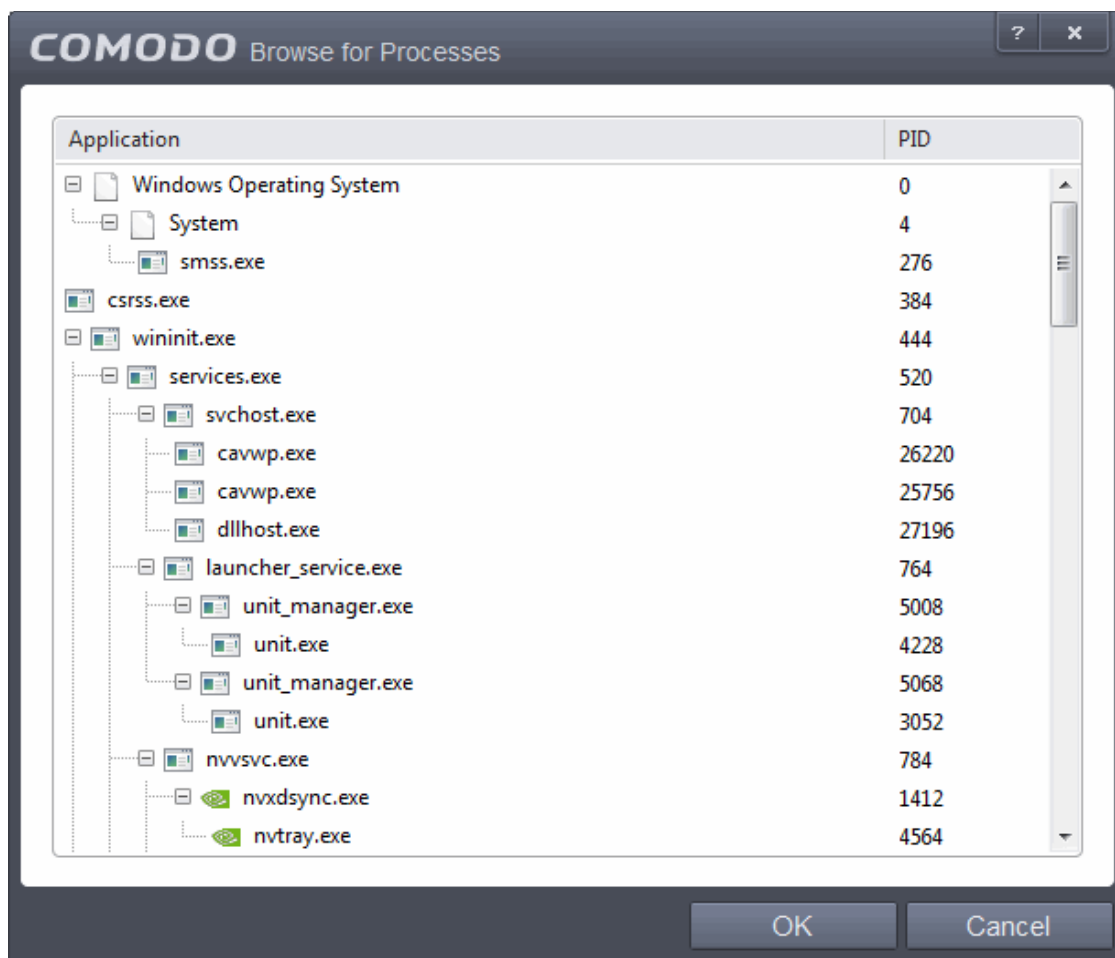 COMODO Browse for Processes
? x
Application PID
Windows Operating System 0
System 4
smss.exe 276
csrss.exe 384
wininit.exe 444
services.exe 520
svchost.exe 704
cavwp.exe 26220
cavwp.exe 25756
dllhost.exe 27196
launcher_service.exe 764
unit_manager.exe 5008
unit.exe 4228
unit_manager.exe 5068
unit.exe 3052
nvvsvc.exe 784
nvxdsync.exe 1412
nvtray.exe 4564
OK Cancel